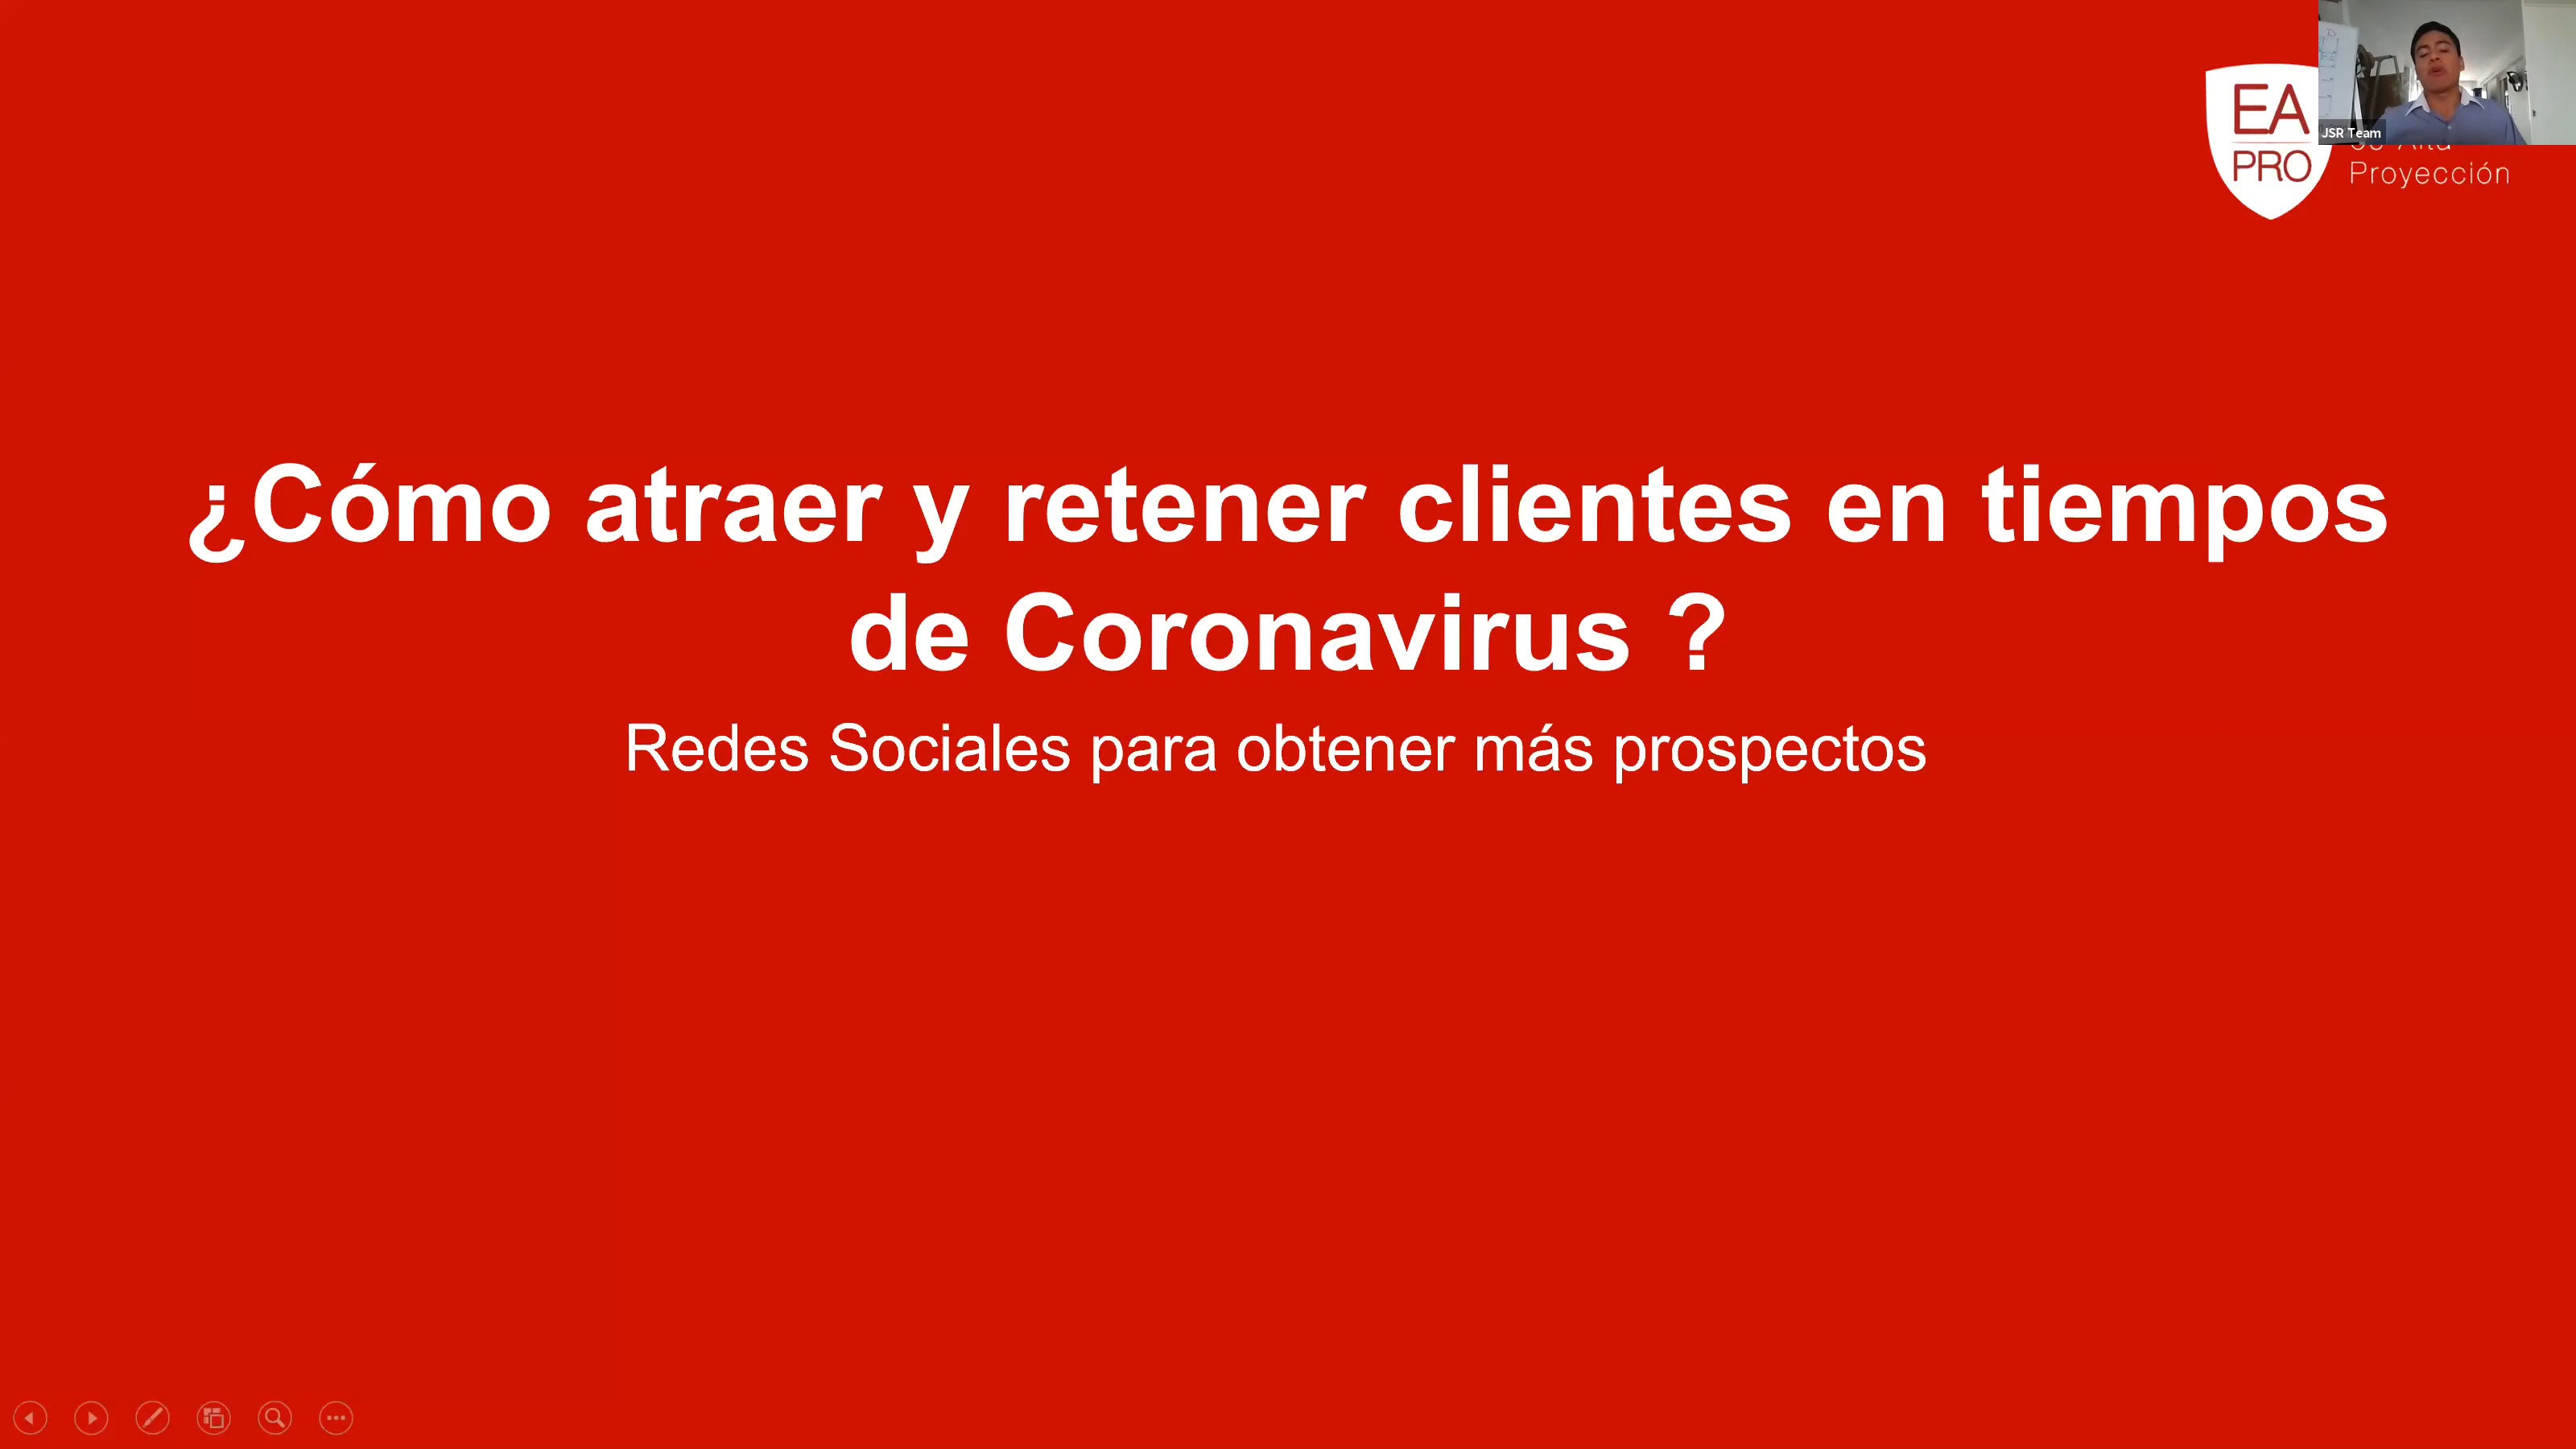 EA
PRO
JSR Team
Proyección
¿Cómo atraer y retener clientes en tiempos
de Coronavirus ?
Redes Sociales para obtener más prospectos